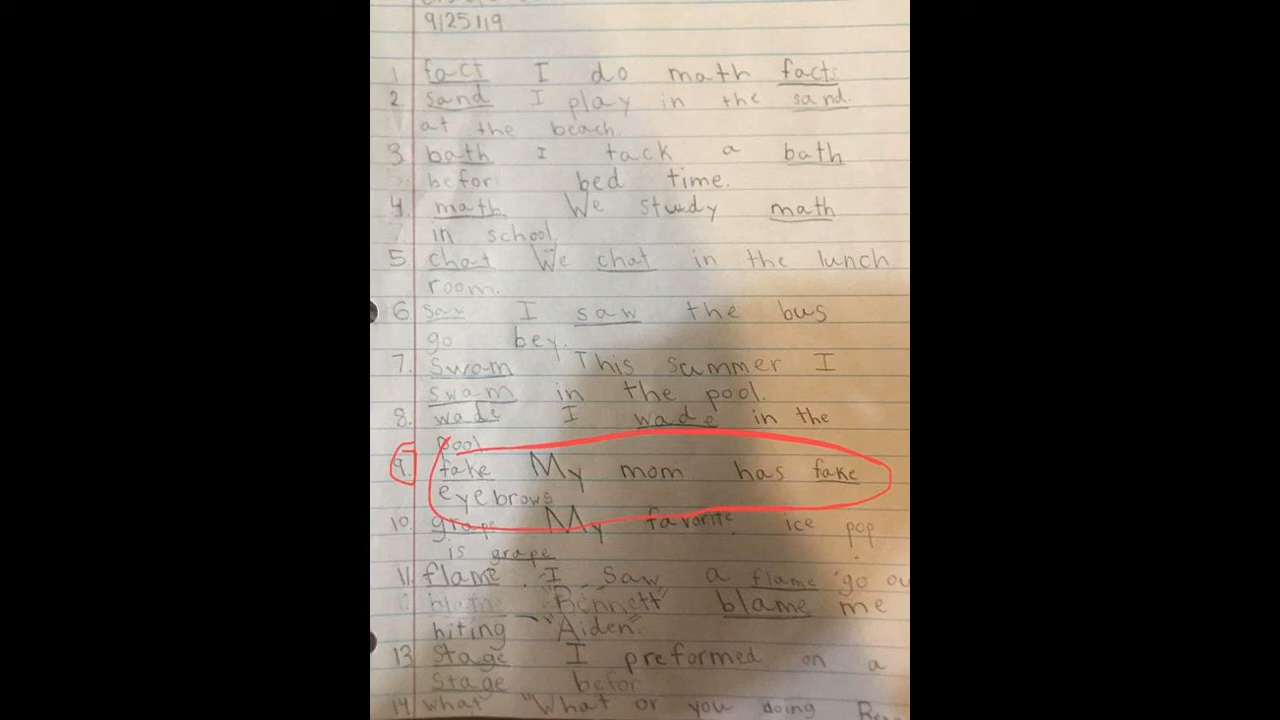 9/25/19
1. fact I do math facts
2 sand I play in the sand.
at the beach.
3. bath I tack a bath
befor bed time.
4. math We study math
in school.
5 chat We chat in the lunch
room.
6. saw I saw the bus
go bey.
7. swam This summer I
swam in the pool.
8. wade I wade in the
pool
9. fake My mom has fake
eyebrows
10. grape My favorite ice pop
is grape
11. flame I saw a flame go ou
"Bennett" blame me
hiting "Aiden".
13 stage I preformed on a
stage befor
14 What "What or you doing